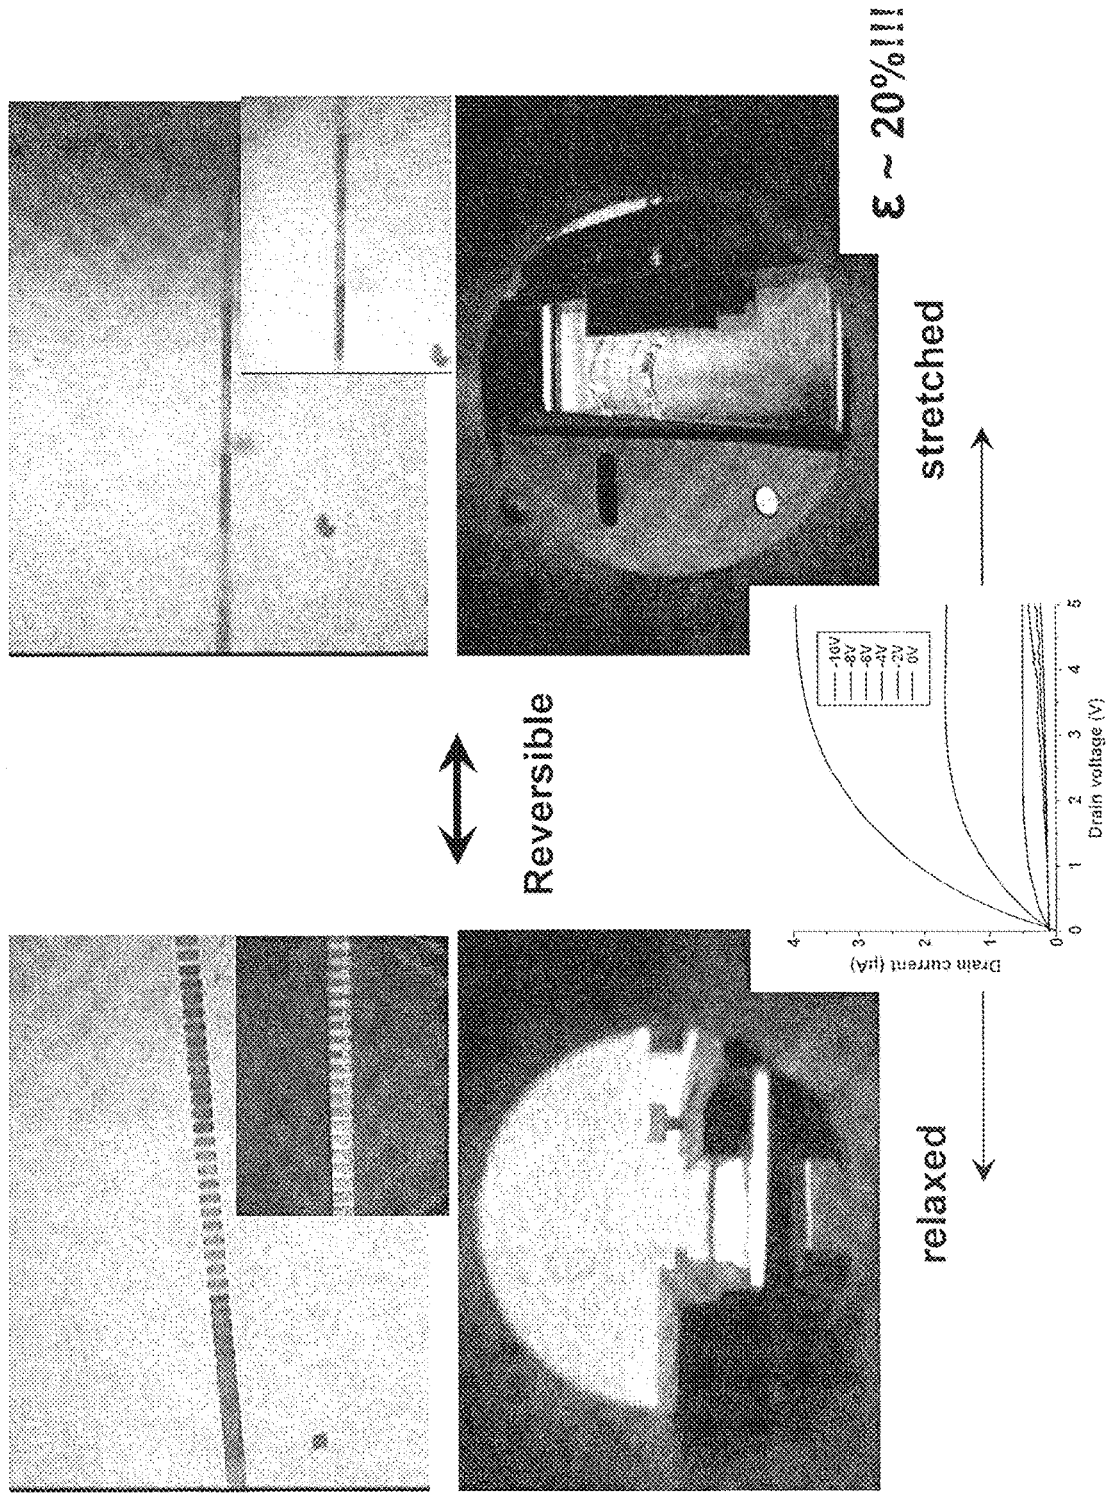 Reversible
relaxed
stretched
ε ~ 20%!!!!
Drain current (μA)
4
3
2
1
0
-16V
-8V
-6V
-4V
-2V
0V
0
1
2
3
4
5
Drain voltage (V)